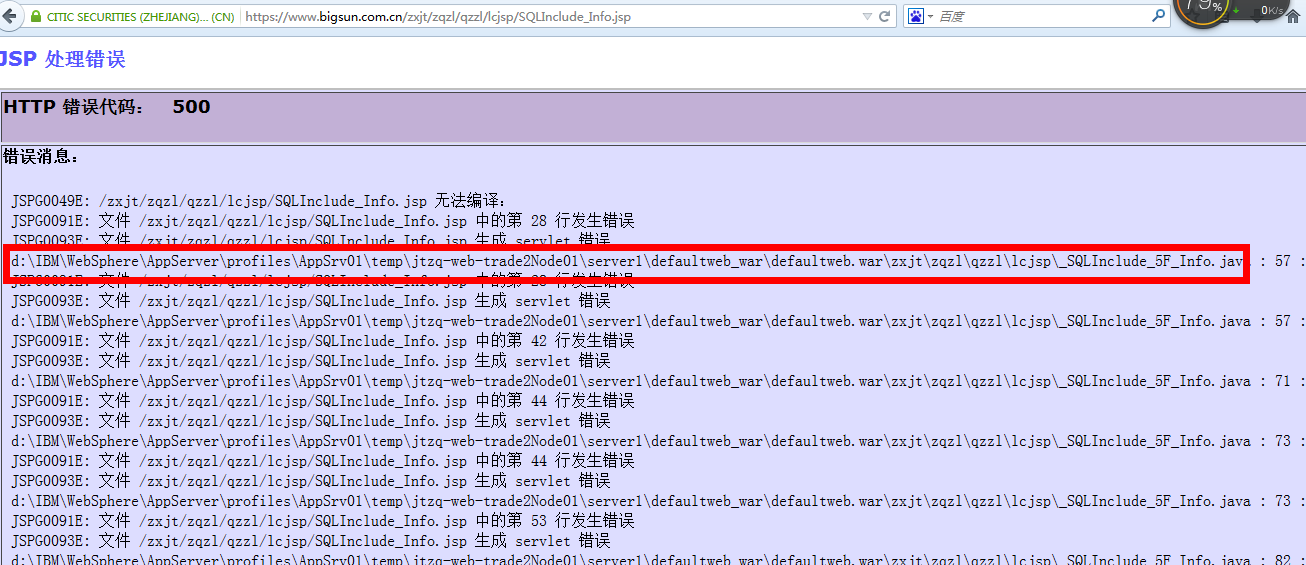 CITIC SECURITIES (ZHEJIANG)... (CN) https://www.bigsun.com.cn/zxjt/zqzl/qzzl/lcjsp/SQLInclude_Info.jsp 百度 79% + 0K/s
JSP 处理错误
HTTP 错误代码： 500
错误消息：
JSPG0049E: /zxjt/zqzl/qzzl/lcjsp/SQLInclude_Info.jsp 无法编译：
JSPG0091E: 文件 /zxjt/zqzl/qzzl/lcjsp/SQLInclude_Info.jsp 中的第 28 行发生错误
JSPG0093E: 文件 /zxjt/zqzl/qzzl/lcjsp/SQLInclude_Info.jsp 生成 servlet 错误
d:\IBM\WebSphere\AppServer\profiles\AppSrv01\temp\jtzq-web-trade2Node01\server1\defaultweb_war\defaultweb.war\zxjt\zqzl\qzzl\lcjsp\_SQLInclude_5F_Info.java : 57 :
JSPG0091E: 文件 /zxjt/zqzl/qzzl/lcjsp/SQLInclude_Info.jsp 中的第 28 行发生错误
JSPG0093E: 文件 /zxjt/zqzl/qzzl/lcjsp/SQLInclude_Info.jsp 生成 servlet 错误
d:\IBM\WebSphere\AppServer\profiles\AppSrv01\temp\jtzq-web-trade2Node01\server1\defaultweb_war\defaultweb.war\zxjt\zqzl\qzzl\lcjsp\_SQLInclude_5F_Info.java : 57 :
JSPG0091E: 文件 /zxjt/zqzl/qzzl/lcjsp/SQLInclude_Info.jsp 中的第 42 行发生错误
JSPG0093E: 文件 /zxjt/zqzl/qzzl/lcjsp/SQLInclude_Info.jsp 生成 servlet 错误
d:\IBM\WebSphere\AppServer\profiles\AppSrv01\temp\jtzq-web-trade2Node01\server1\defaultweb_war\defaultweb.war\zxjt\zqzl\qzzl\lcjsp\_SQLInclude_5F_Info.java : 71 :
JSPG0091E: 文件 /zxjt/zqzl/qzzl/lcjsp/SQLInclude_Info.jsp 中的第 44 行发生错误
JSPG0093E: 文件 /zxjt/zqzl/qzzl/lcjsp/SQLInclude_Info.jsp 生成 servlet 错误
d:\IBM\WebSphere\AppServer\profiles\AppSrv01\temp\jtzq-web-trade2Node01\server1\defaultweb_war\defaultweb.war\zxjt\zqzl\qzzl\lcjsp\_SQLInclude_5F_Info.java : 73 :
JSPG0091E: 文件 /zxjt/zqzl/qzzl/lcjsp/SQLInclude_Info.jsp 中的第 44 行发生错误
JSPG0093E: 文件 /zxjt/zqzl/qzzl/lcjsp/SQLInclude_Info.jsp 生成 servlet 错误
d:\IBM\WebSphere\AppServer\profiles\AppSrv01\temp\jtzq-web-trade2Node01\server1\defaultweb_war\defaultweb.war\zxjt\zqzl\qzzl\lcjsp\_SQLInclude_5F_Info.java : 73 :
JSPG0091E: 文件 /zxjt/zqzl/qzzl/lcjsp/SQLInclude_Info.jsp 中的第 53 行发生错误
JSPG0093E: 文件 /zxjt/zqzl/qzzl/lcjsp/SQLInclude_Info.jsp 生成 servlet 错误
d:\IBM\WebSphere\AppServer\profiles\AppSrv01\temp\jtzq-web-trade2Node01\server1\defaultweb_war\defaultweb.war\zxjt\zqzl\qzzl\lcjsp\_SQLInclude_5F_Info.java : 82 :